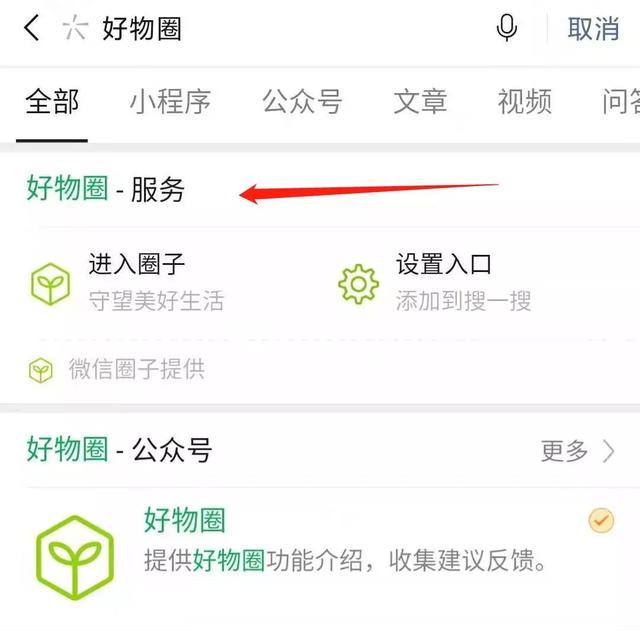 好物圈
取消
全部 小程序 公众号 文章 视频 问答
好物圈 - 服务
进入圈子 设置入口
守望美好生活 添加到搜一搜
微信圈子提供
好物圈 - 公众号 更多
好物圈
提供好物圈功能介绍，收集建议反馈。